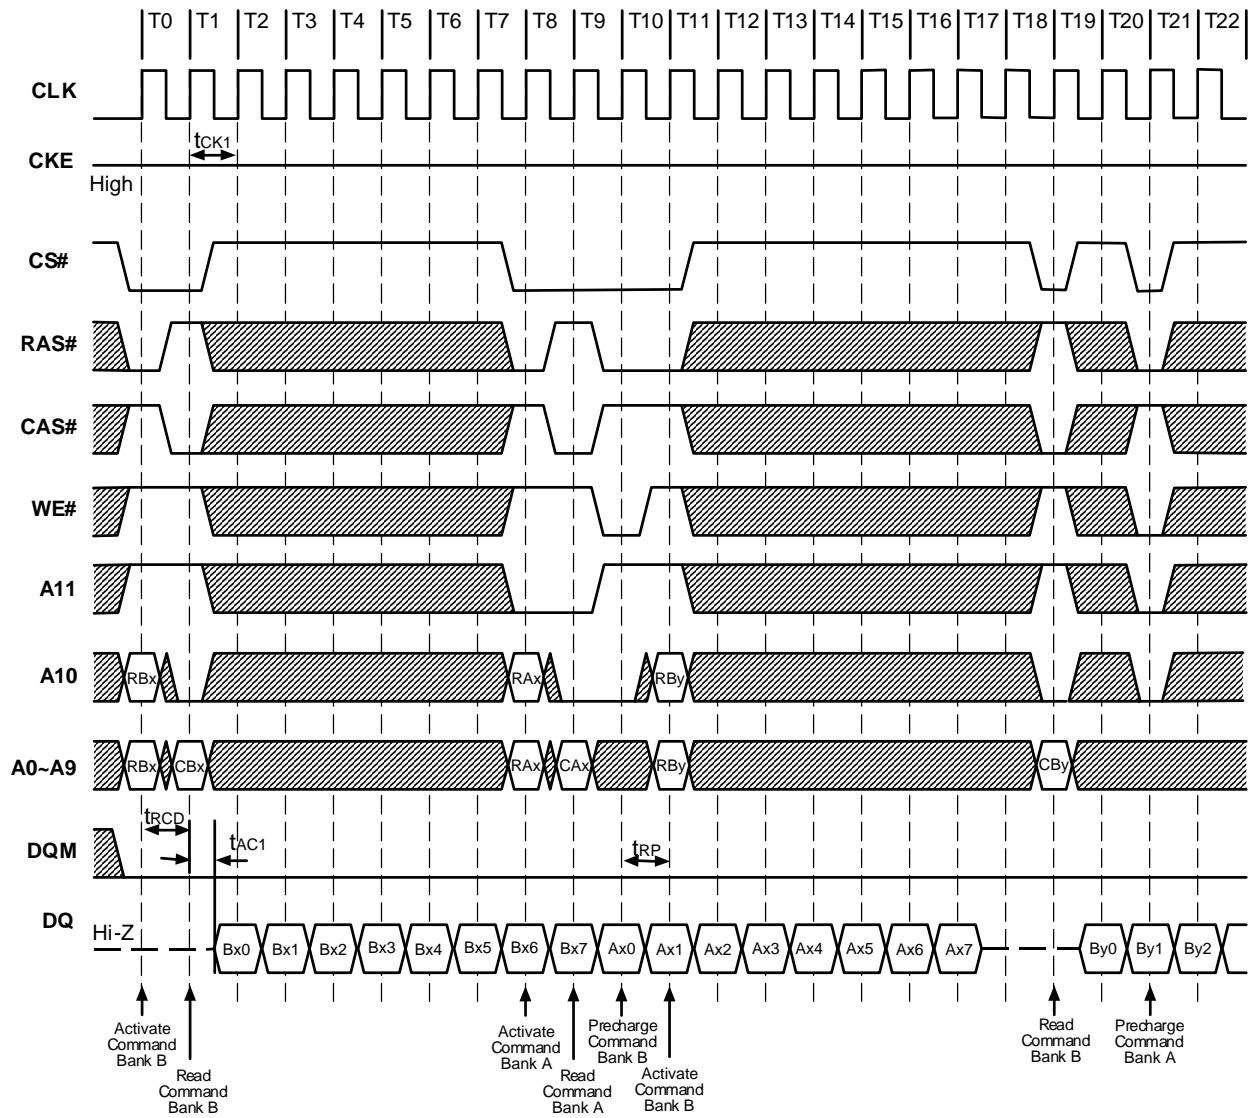 T0 T1 T2 T3 T4 T5 T6 T7 T8 T9 T10 T11 T12 T13 T14 T15 T16 T17 T18 T19 T20 T21 T22
CLK
tCK1
CKE
High
CS#
RAS#
CAS#
WE#
A11
A10
RBx RAx RBy
A0~A9
RBx CBx RAx CAx RBy CBy
tRCD
tAC1
tRP
DQM
DQ
Hi-Z
Bx0 Bx1 Bx2 Bx3 Bx4 Bx5 Bx6 Bx7 Ax0 Ax1 Ax2 Ax3 Ax4 Ax5 Ax6 Ax7 By0 By1 By2
Activate
Command
Bank B
Read
Command
Bank B
Activate
Command
Bank A
Read
Command
Bank A
Precharge
Command
Bank B
Activate
Command
Bank B
Read
Command
Bank B
Precharge
Command
Bank A